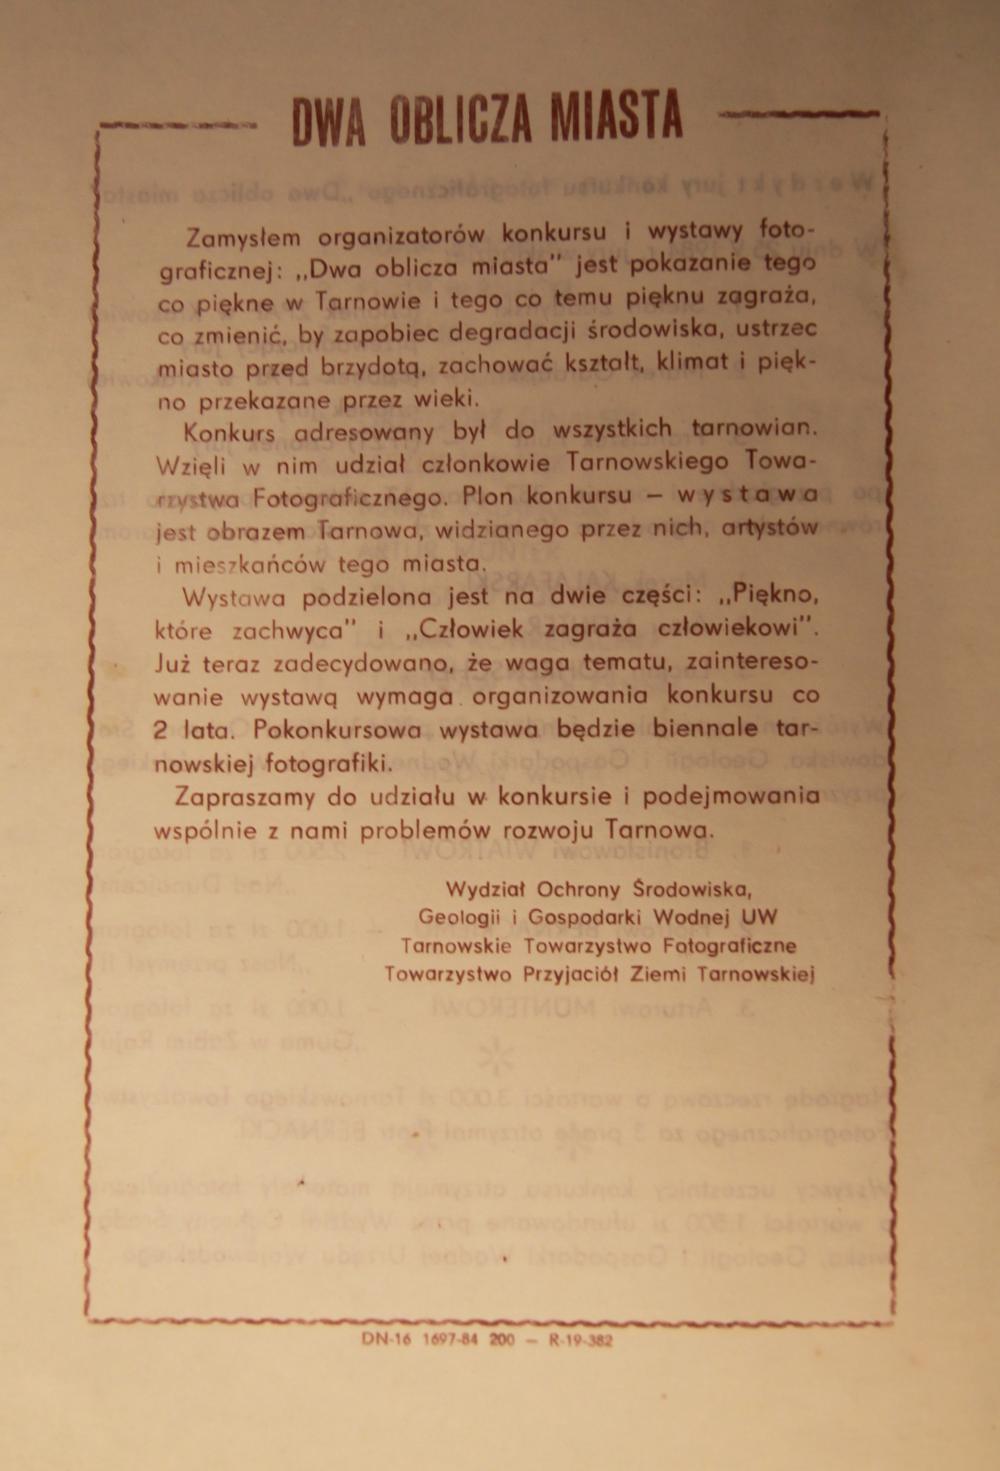 DWA OBLICZA MIASTA
Zamysłem organizatorów konkursu i wystawy foto-
graficznej: „Dwa oblicza miasta" jest pokazanie tego
co piękne w Tarnowie i tego co temu pięknu zagraża,
co zmienić, by zapobiec degradacji środowiska, ustrzec
miasto przed brzydotą, zachować kształt, klimat i pięk-
no przekazane przez wieki.
Konkurs adresowany był do wszystkich tarnowian.
Wzięli w nim udział członkowie Tarnowskiego Towa-
rzystwa Fotograficznego. Plon konkursu – wystawa
jest obrazem Tarnowa, widzianego przez nich, artystów
i mieszkańców tego miasta.
Wystawa podzielona jest na dwie części: „Piękno,
które zachwyca" i „Człowiek zagraża człowiekowi".
Już teraz zadecydowano, że waga tematu, zaintereso-
wanie wystawą wymaga organizowania konkursu co
2 lata. Pokonkursowa wystawa będzie biennale tar-
nowskiej fotografiki.
Zapraszamy do udziału w konkursie i podejmowania
wspólnie z nami problemów rozwoju Tarnowa.
Wydział Ochrony Środowiska,
Geologii i Gospodarki Wodnej UW
Tarnowskie Towarzystwo Fotograficzne
Towarzystwo Przyjaciół Ziemi Tarnowskiej
DN-16 1697-84 200 — R-19-382